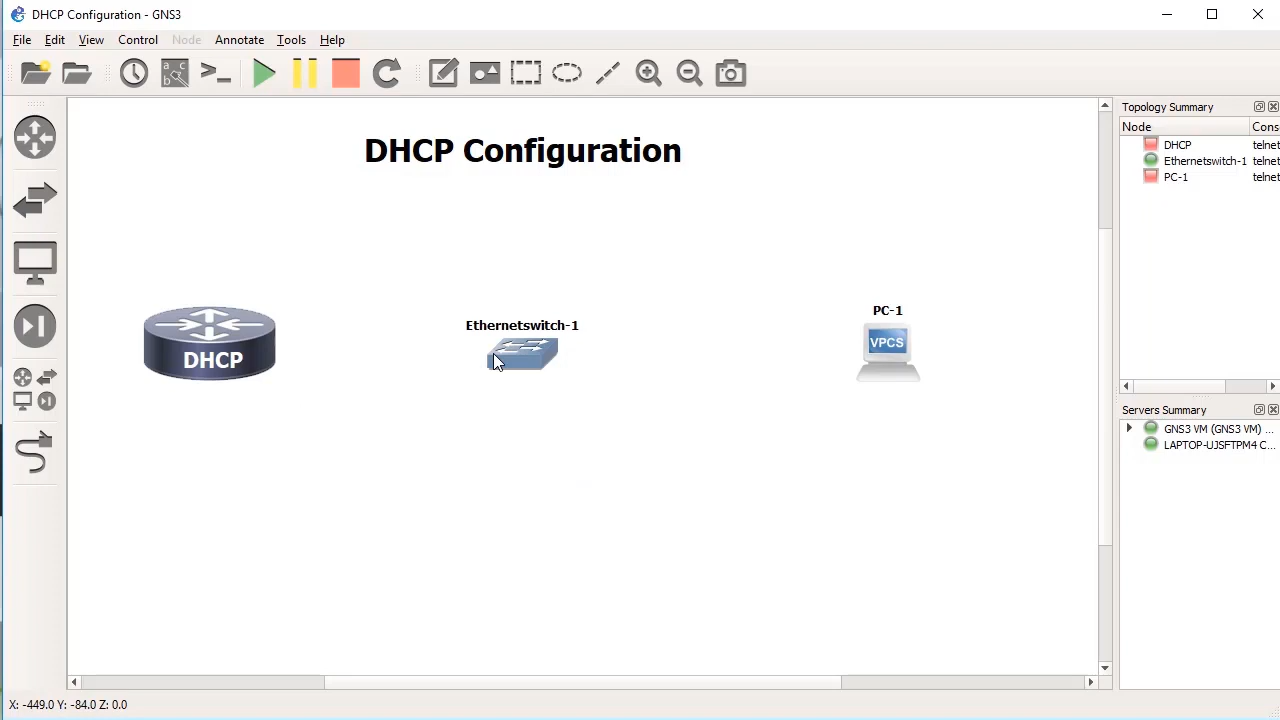 DHCP Configuration - GNS3
File Edit View Control Node Annotate Tools Help
a c
b
DHCP Configuration
DHCP
Ethernetswitch-1
PC-1
VPCS
Topology Summary
Node Cons
DHCP telnet
Ethernetswitch-1 telnet
PC-1 telnet
Servers Summary
GNS3 VM (GNS3 VM) ...
LAPTOP-UJSFTPM4 C...
X: -449.0 Y: -84.0 Z: 0.0